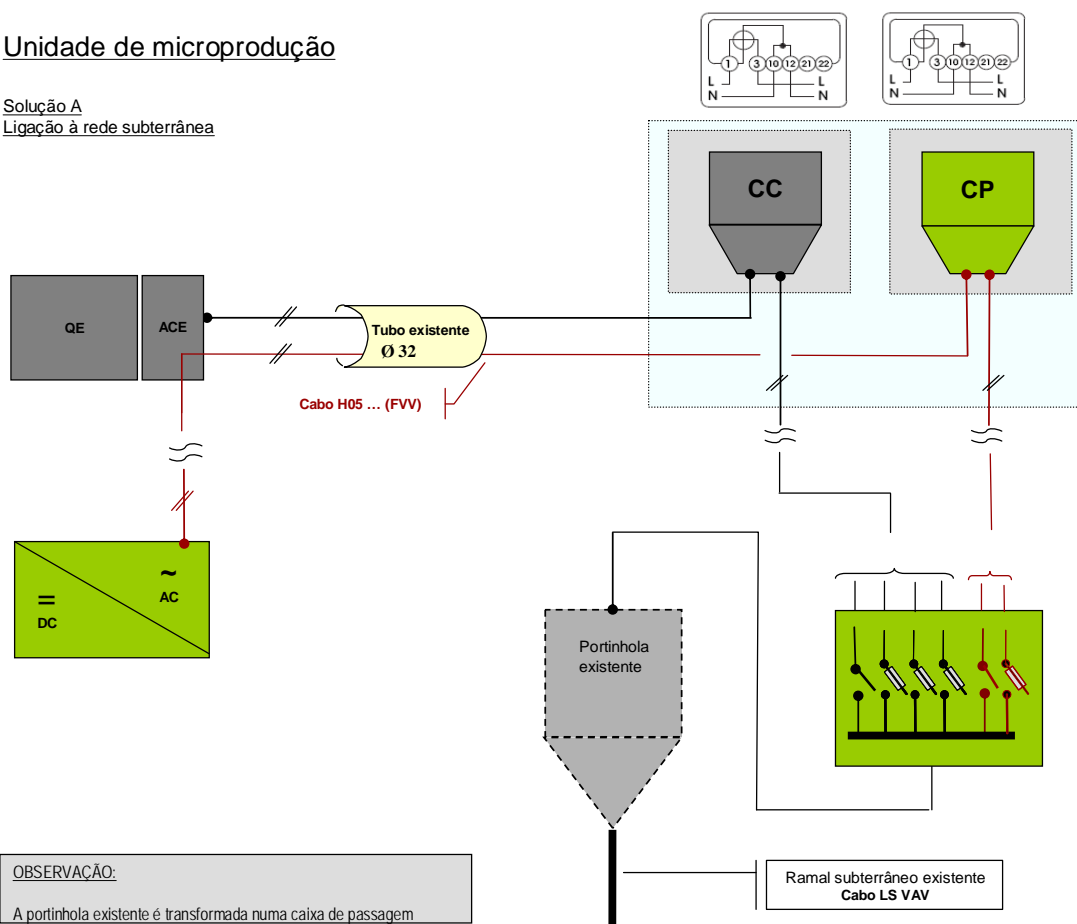 Unidade de microprodução
Solução A
Ligação à rede subterrânea
1 3 10 12 21 22
L L
N N
1 3 10 12 21 22
L L
N N
CC
CP
QE
ACE
Tubo existente
Ø 32
Cabo H05 ... (FVV)
~
AC
=
DC
Portinhola
existente
Ramal subterrâneo existente
Cabo LS VAV
OBSERVAÇÃO:
A portinhola existente é transformada numa caixa de passagem